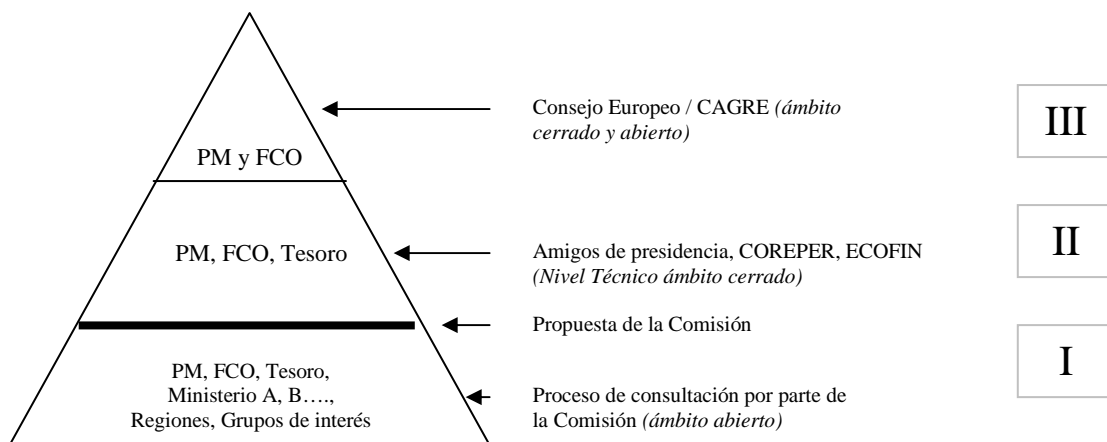 Consejo Europeo / CAGRE (ámbito
cerrado y abierto)
III
PM y FCO
PM, FCO, Tesoro
Amigos de presidencia, COREPER, ECOFIN
(Nivel Técnico ámbito cerrado)
II
Propuesta de la Comisión
PM, FCO, Tesoro,
Ministerio A, B….,
Regiones, Grupos de interés
Proceso de consultación por parte de
la Comisión (ámbito abierto)
I